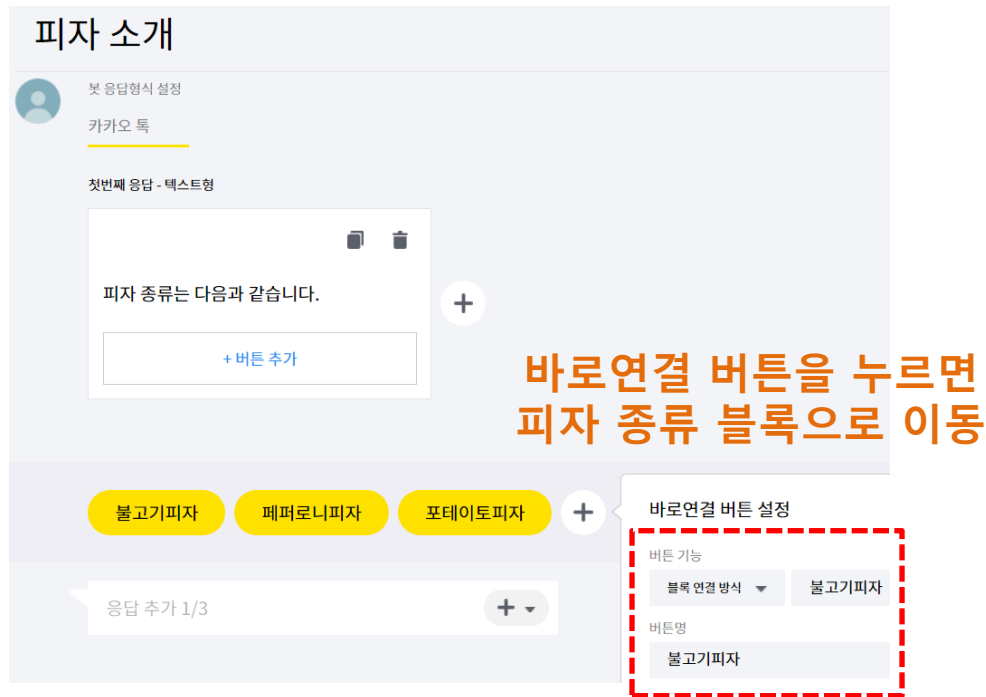 피자 소개
봇 응답형식 설정
카카오 톡
첫번째 응답 - 텍스트형
피자 종류는 다음과 같습니다.
+ 버튼 추가
바로연결 버튼을 누르면
피자 종류 블록으로 이동
불고기피자 페퍼로니피자 포테이토피자
바로연결 버튼 설정
버튼 기능
블록 연결 방식 불고기피자
버튼명
불고기피자
응답 추가 1/3